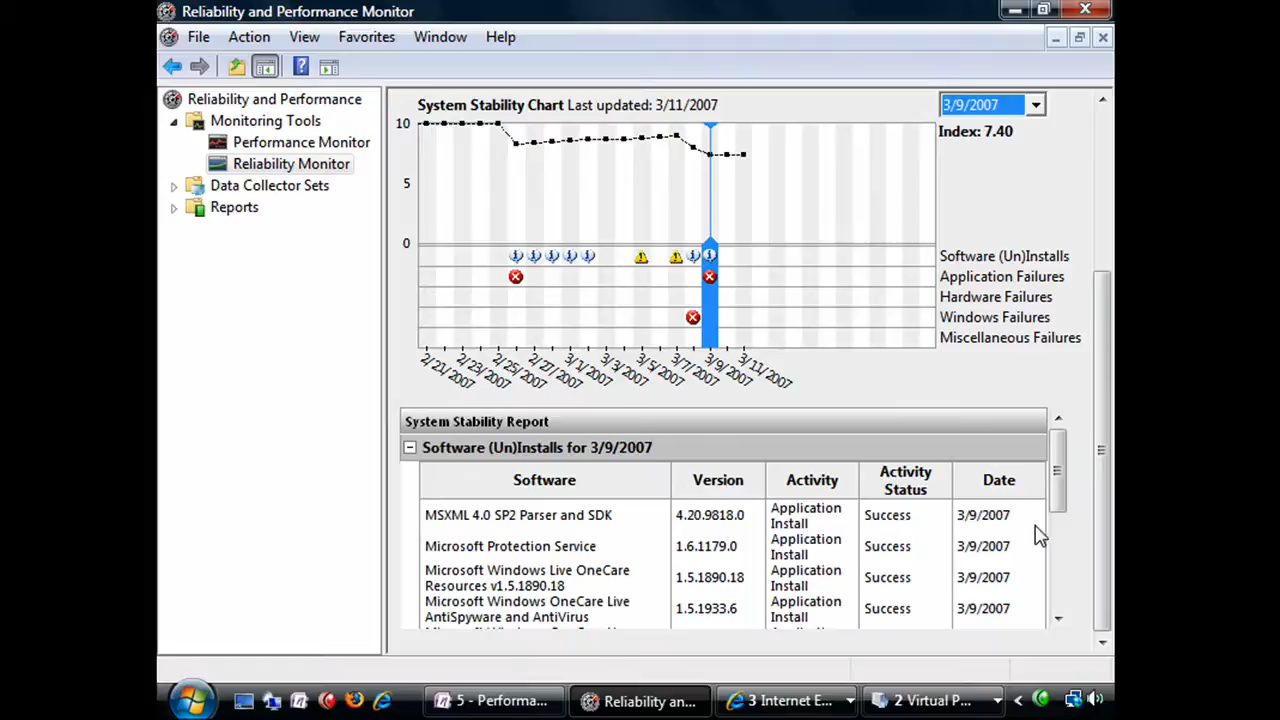 Reliability and Performance Monitor
File Action View Favorites Window Help
Reliability and Performance
Monitoring Tools
Performance Monitor
Reliability Monitor
Data Collector Sets
Reports
System Stability Chart Last updated: 3/11/2007
3/9/2007
Index: 7.40
10
5
0
Software (Un)Installs
Application Failures
Hardware Failures
Windows Failures
Miscellaneous Failures
2/21/2007 2/23/2007 2/25/2007 2/27/2007 3/1/2007 3/3/2007 3/5/2007 3/7/2007 3/9/2007 3/11/2007
System Stability Report
Software (Un)Installs for 3/9/2007
Software Version Activity Activity Status Date
MSXML 4.0 SP2 Parser and SDK 4.20.9818.0 Application Install Success 3/9/2007
Microsoft Protection Service 1.6.1179.0 Application Install Success 3/9/2007
Microsoft Windows Live OneCare Resources v1.5.1890.18 1.5.1890.18 Application Install Success 3/9/2007
Microsoft Windows OneCare Live AntiSpyware and AntiVirus 1.5.1933.6 Application Install Success 3/9/2007
5 - Performa... Reliability an... 3 Internet E... 2 Virtual P...